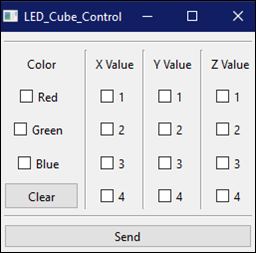 LED_Cube_Control
Color X Value Y Value Z Value
Red 1 1 1
Green 2 2 2
Blue 3 3 3
Clear 4 4 4
Send